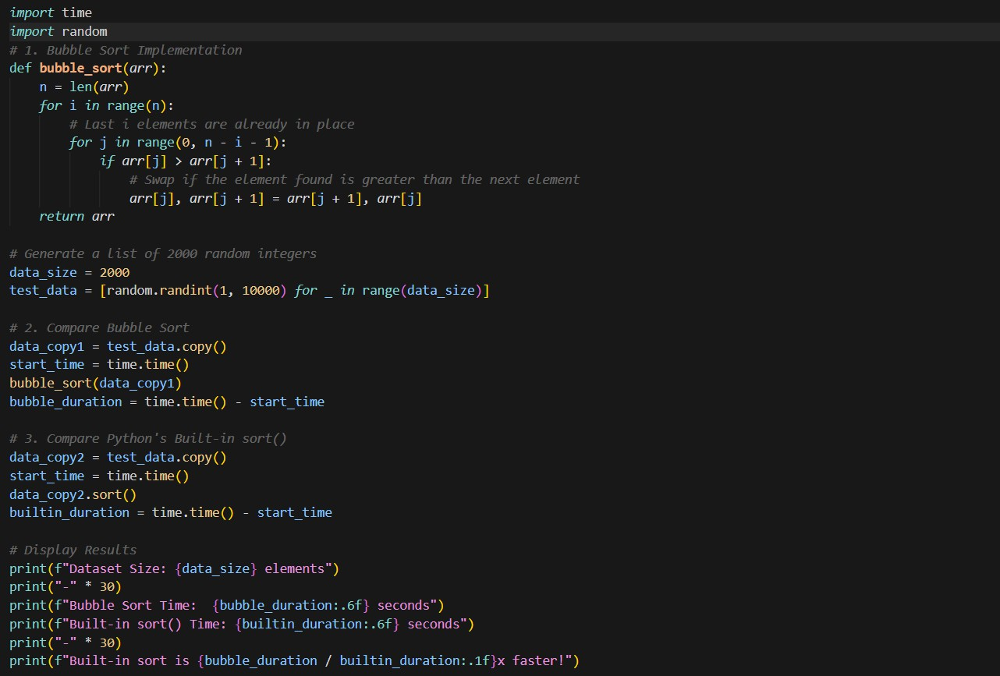 import time
import random
# 1. Bubble Sort Implementation
def bubble_sort(arr):
    n = len(arr)
    for i in range(n):
        # Last i elements are already in place
        for j in range(0, n - i - 1):
            if arr[j] > arr[j + 1]:
                # Swap if the element found is greater than the next element
                arr[j], arr[j + 1] = arr[j + 1], arr[j]
    return arr

# Generate a list of 2000 random integers
data_size = 2000
test_data = [random.randint(1, 10000) for _ in range(data_size)]

# 2. Compare Bubble Sort
data_copy1 = test_data.copy()
start_time = time.time()
bubble_sort(data_copy1)
bubble_duration = time.time() - start_time

# 3. Compare Python's Built-in sort()
data_copy2 = test_data.copy()
start_time = time.time()
data_copy2.sort()
builtin_duration = time.time() - start_time

# Display Results
print(f"Dataset Size: {data_size} elements")
print("-" * 30)
print(f"Bubble Sort Time:  {bubble_duration:.6f} seconds")
print(f"Built-in sort() Time: {builtin_duration:.6f} seconds")
print("-" * 30)
print(f"Built-in sort is {bubble_duration / builtin_duration:.1f}x faster!")